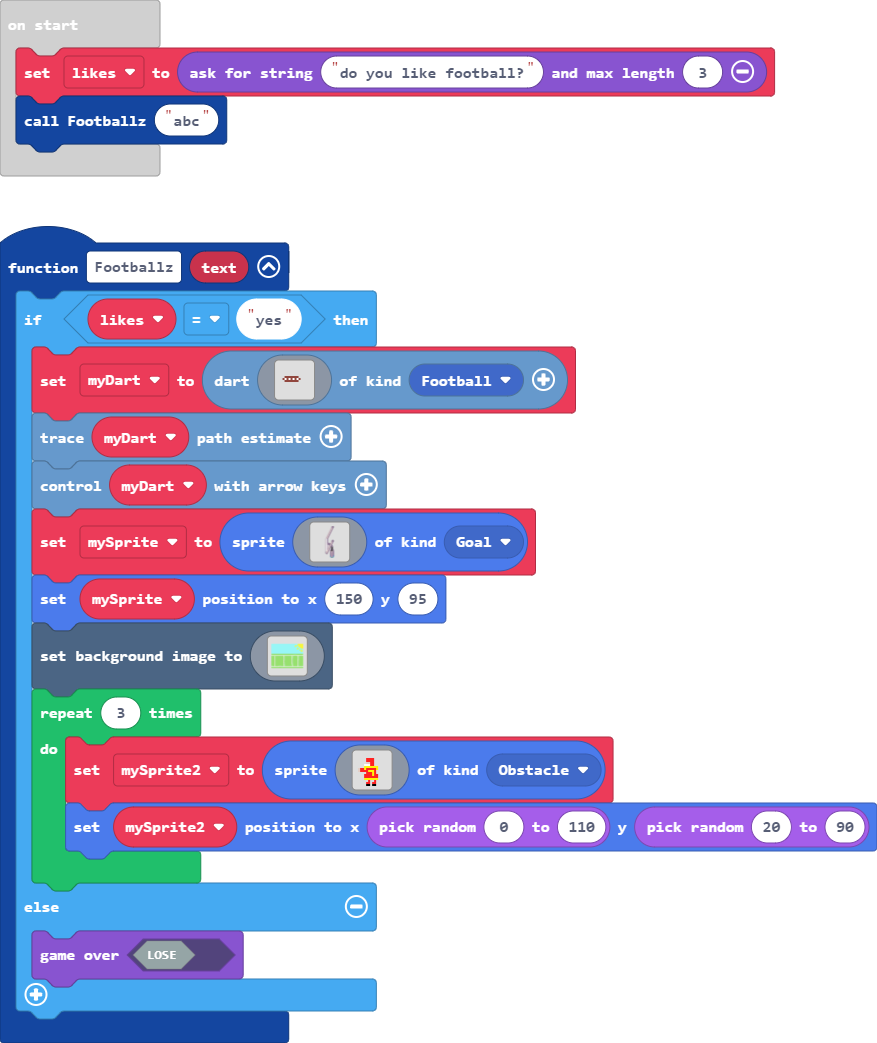 on start
set likes to ask for string "do you like football?" and max length 3
call Footballz "abc"
function Footballz text
if likes = "yes" then
set myDart to dart of kind Football
trace myDart path estimate
control myDart with arrow keys
set mySprite to sprite of kind Goal
set mySprite position to x 150 y 95
set background image to
repeat 3 times
do
set mySprite2 to sprite of kind Obstacle
set mySprite2 position to x pick random 0 to 110 y pick random 20 to 90
else
game over LOSE